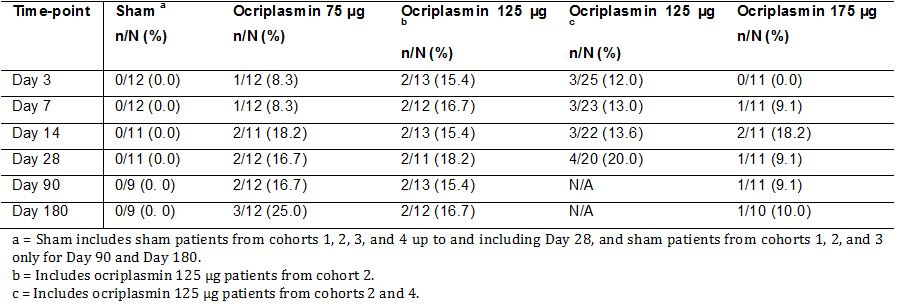 Time-point Sham a Ocriplasmin 75 µg Ocriplasmin 125 µg b Ocriplasmin 125 µg c Ocriplasmin 175 µg
n/N (%) n/N (%) n/N (%) n/N (%) n/N (%)
Day 3 0/12 (0.0) 1/12 (8.3) 2/13 (15.4) 3/25 (12.0) 0/11 (0.0)
Day 7 0/12 (0.0) 1/12 (8.3) 2/12 (16.7) 3/23 (13.0) 1/11 (9.1)
Day 14 0/11 (0.0) 2/11 (18.2) 2/13 (15.4) 3/22 (13.6) 2/11 (18.2)
Day 28 0/11 (0.0) 2/12 (16.7) 2/11 (18.2) 4/20 (20.0) 1/11 (9.1)
Day 90 0/9 (0. 0) 2/12 (16.7) 2/13 (15.4) N/A 1/11 (9.1)
Day 180 0/9 (0. 0) 3/12 (25.0) 2/12 (16.7) N/A 1/10 (10.0)
a = Sham includes sham patients from cohorts 1, 2, 3, and 4 up to and including Day 28, and sham patients from cohorts 1, 2, and 3
only for Day 90 and Day 180.
b = Includes ocriplasmin 125 µg patients from cohort 2.
c = Includes ocriplasmin 125 µg patients from cohorts 2 and 4.